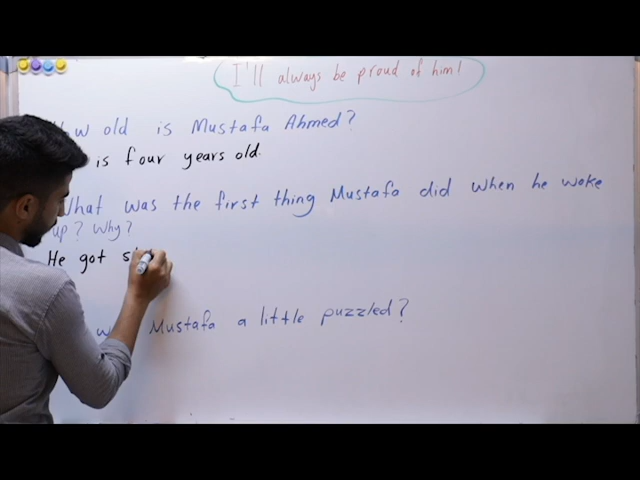 I'll always be proud of him!
old is Mustafa Ahmed?
is four years old.
What was the first thing Mustafa did when he woke
up? Why?
He got
Mustafa a little puzzled?